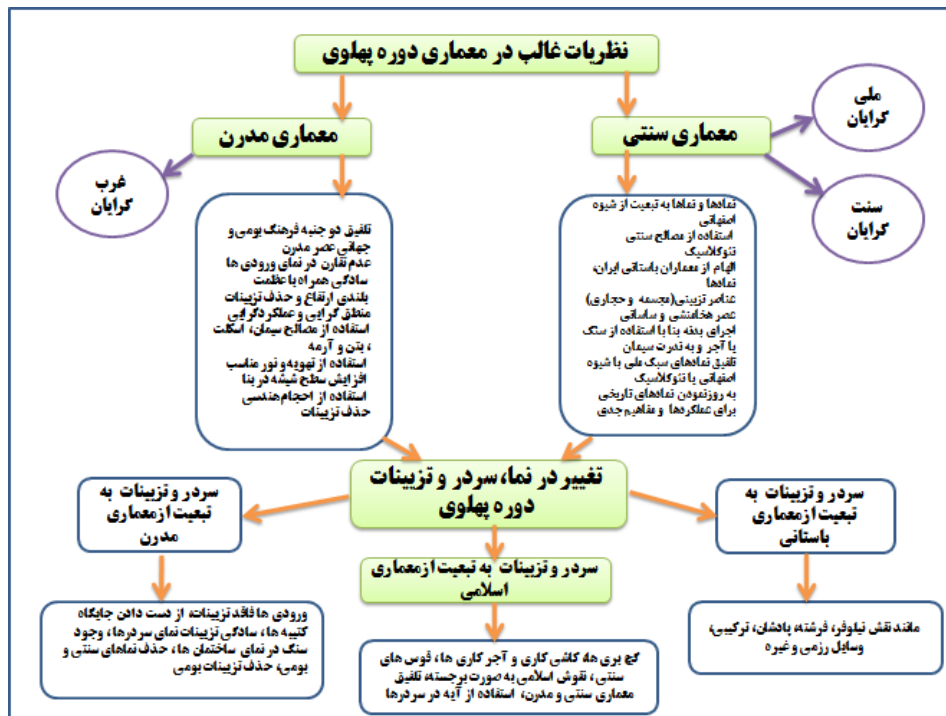 نظریات غالب در معماری دوره پهلوی
ملی
گرایان
معماری سنتی
معماری مدرن
غرب
گرایان
سنت
گرایان
نمادها و نماها به تبعیت از شیوه
اصفهانی
استفاده از مصالح سنتی
نئوکلاسیک
الهام از معماران باستانی ایران،
نمادها
عناصر تزیینی(مجسمه و حجاری)
عصر هخامنشی و ساسانی
اجرای بدنه بنا با استفاده از سنگ
یا آجر و به ندرت سیمان
تلفیق نمادهای سبک ملی با شیوه
اصفهانی یا نئوکلاسیک
به روزنمودن نمادهای تاریخی
برای عملکردها و مفاهیم جدی
تلفیق دو جنبه فرهنگ بومی و
جهانی عصر مدرن
عدم تقارن در نمای ورودی ها
سادگی همراه با عظمت
بلندی ارتفاع و حذف تزیینات
منطق گرایی و عملکردگرایی
استفاده از مصالح سیمان، اسکلت
، بتن و آرمه
استفاده از تهویه و نور مناسب
افزایش سطح شیشه در بنا
استفاده از احجام هندسی
حذف تزیینات
تغییر در نما، سردر و تزیینات
دوره پهلوی
سردر و تزیینات به
تبعیت ازمعماری
باستانی
سردر و تزیینات به
تبعیت ازمعماری
مدرن
سردر و تزیینات به تبعیت ازمعماری
اسلامی
مانند نقش نیلوفر، فرشته، پادشان، ترکیبی،
وسایل رزمی و غیره
ورودی ها فاقد تزیینات، از دست دادن جایگاه
کتیبه ها، سادگی تزیینات نمای سردرها، وجود
سنگ در نمای ساختمان ها، حذف نماهای سنتی و
بومی، حذف تزیینات بومی
گچ بری ها، کاشی کاری و آجر کاری ها، قوس های
سنتی، نقوش اسلامی به صورت برجسته، تلفیق
معماری سنتی و مدرن، استفاده از آیه در سردرها